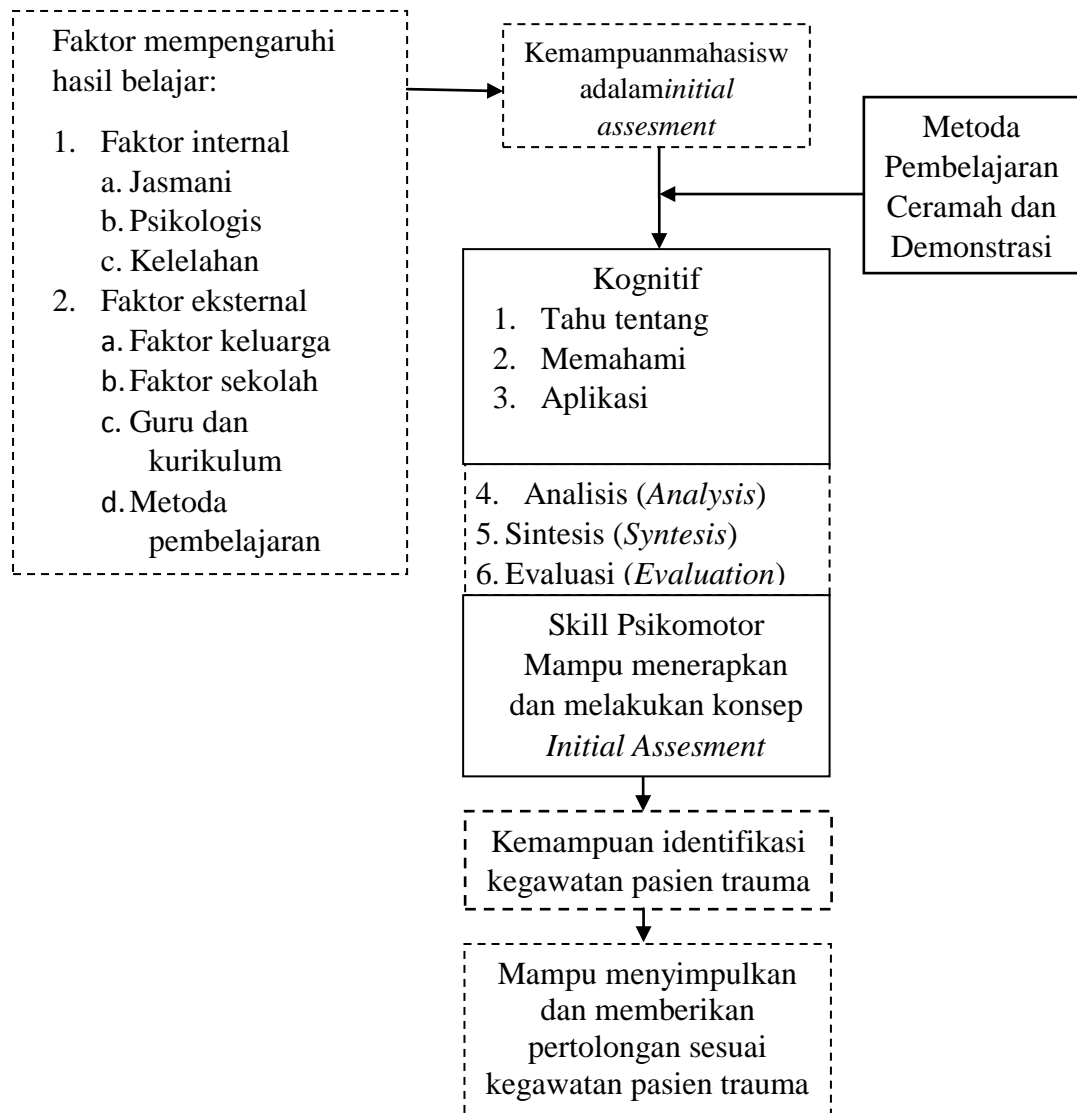 Faktor mempengaruhi
hasil belajar:
1. Faktor internal
a. Jasmani
b. Psikologis
c. Kelelahan
2. Faktor eksternal
a. Faktor keluarga
b. Faktor sekolah
c. Guru dan
kurikulum
d. Metoda
pembelajaran
Kemampuanmahasisw
adalaminitial
assesment
Metoda
Pembelajaran
Ceramah dan
Demonstrasi
Kognitif
1. Tahu tentang
2. Memahami
3. Aplikasi
4. Analisis (Analysis)
5. Sintesis (Syntesis)
6. Evaluasi (Evaluation)
Skill Psikomotor
Mampu menerapkan
dan melakukan konsep
Initial Assesment
Kemampuan identifikasi
kegawatan pasien trauma
Mampu menyimpulkan
dan memberikan
pertolongan sesuai
kegawatan pasien trauma